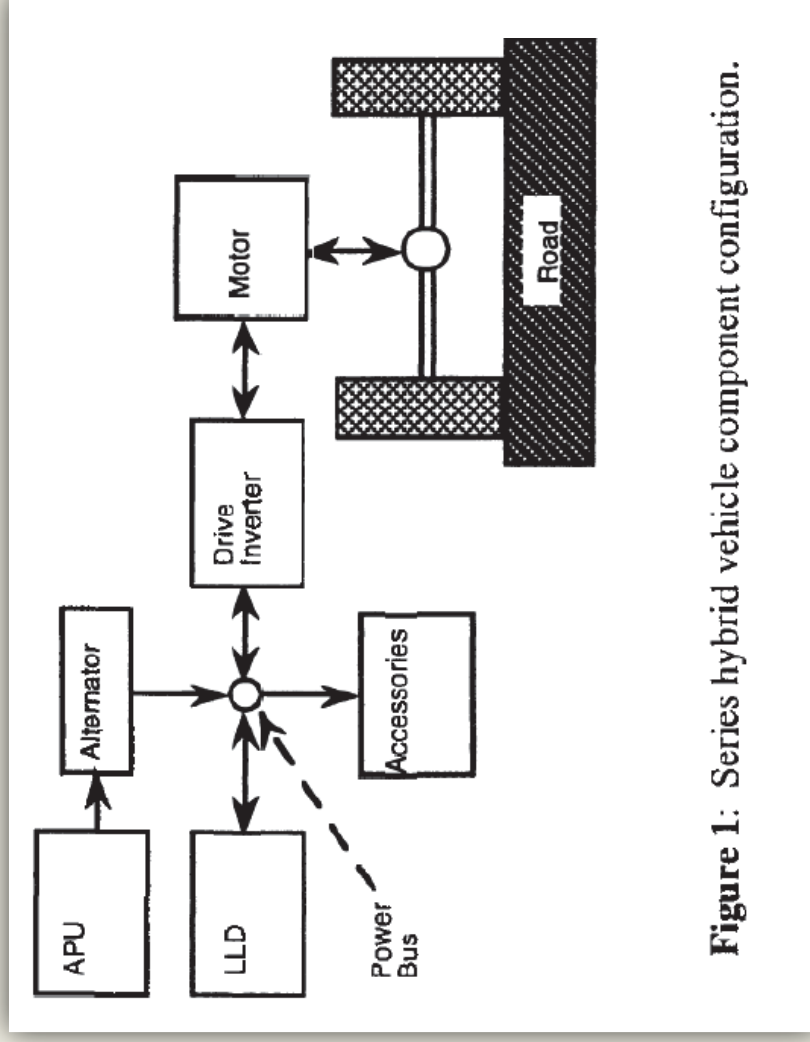 APU
Alternator
LLD
Drive
Inverter
Motor
Power
Bus
Accessories
Road
Figure 1: Series hybrid vehicle component configuration.